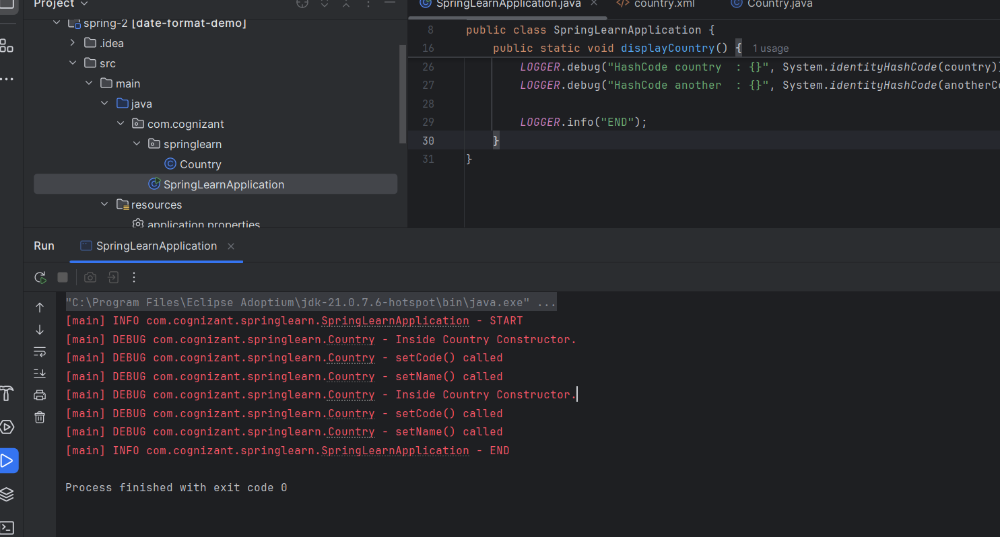 Project
spring-2 [date-format-demo]
.idea
src
main
java
com.cognizant
springlearn
Country
SpringLearnApplication
resources
application.properties
SpringLearnApplication.java
country.xml
Country.java
8 public class SpringLearnApplication {
16 public static void displayCountry() { 1 usage
26 LOGGER.debug("HashCode country : {}", System.identityHashCode(country))
27 LOGGER.debug("HashCode another : {}", System.identityHashCode(anotherCo
28
29 LOGGER.info("END");
30 }
31 }
Run SpringLearnApplication
"C:\Program Files\Eclipse Adoptium\jdk-21.0.7.6-hotspot\bin\java.exe" ...
[main] INFO com.cognizant.springlearn.SpringLearnApplication - START
[main] DEBUG com.cognizant.springlearn.Country - Inside Country Constructor.
[main] DEBUG com.cognizant.springlearn.Country - setCode() called
[main] DEBUG com.cognizant.springlearn.Country - setName() called
[main] DEBUG com.cognizant.springlearn.Country - Inside Country Constructor.
[main] DEBUG com.cognizant.springlearn.Country - setCode() called
[main] DEBUG com.cognizant.springlearn.Country - setName() called
[main] INFO com.cognizant.springlearn.SpringLearnApplication - END
Process finished with exit code 0